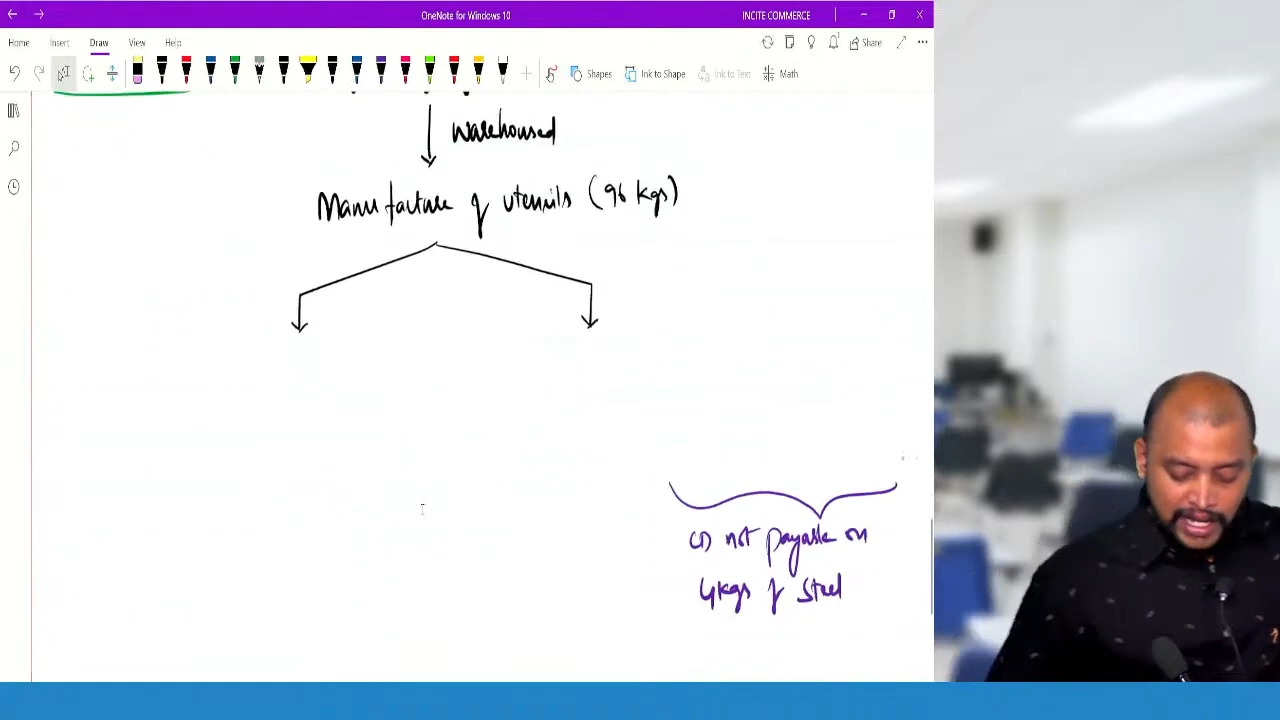 OneNote for Windows 10
INCITE COMMERCE
Home Insert Draw View Help
Share
Shapes Ink to Shape Ink to Text Math
warehoused
Manufacture of utensils (96 kgs)
CD not payable on
4kgs of Steel